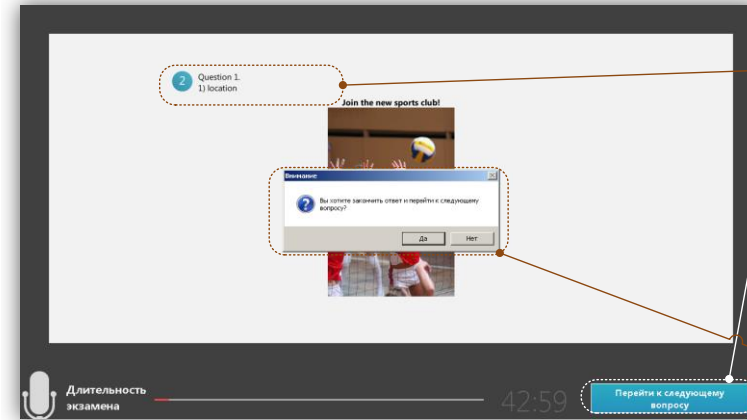 2
Question 1.
1) location
Join the new sports club!
Внимание
Вы хотите закончить ответ и перейти к следующему
вопросу?
Да
Нет
Длительность
экзамена
42:59
Перейти к следующему
вопросу